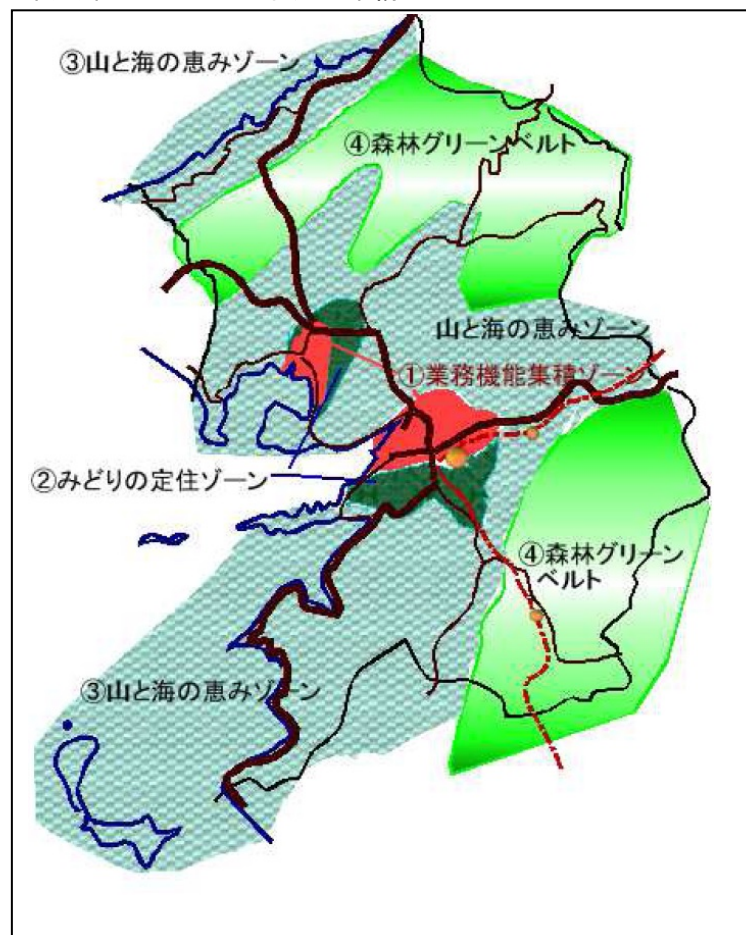 ③山と海の恵みゾーン
④森林グリーンベルト
山と海の恵みゾーン
①業務機能集積ゾーン
②みどりの定住ゾーン
④森林グリーン
ベルト
③山と海の恵みゾーン